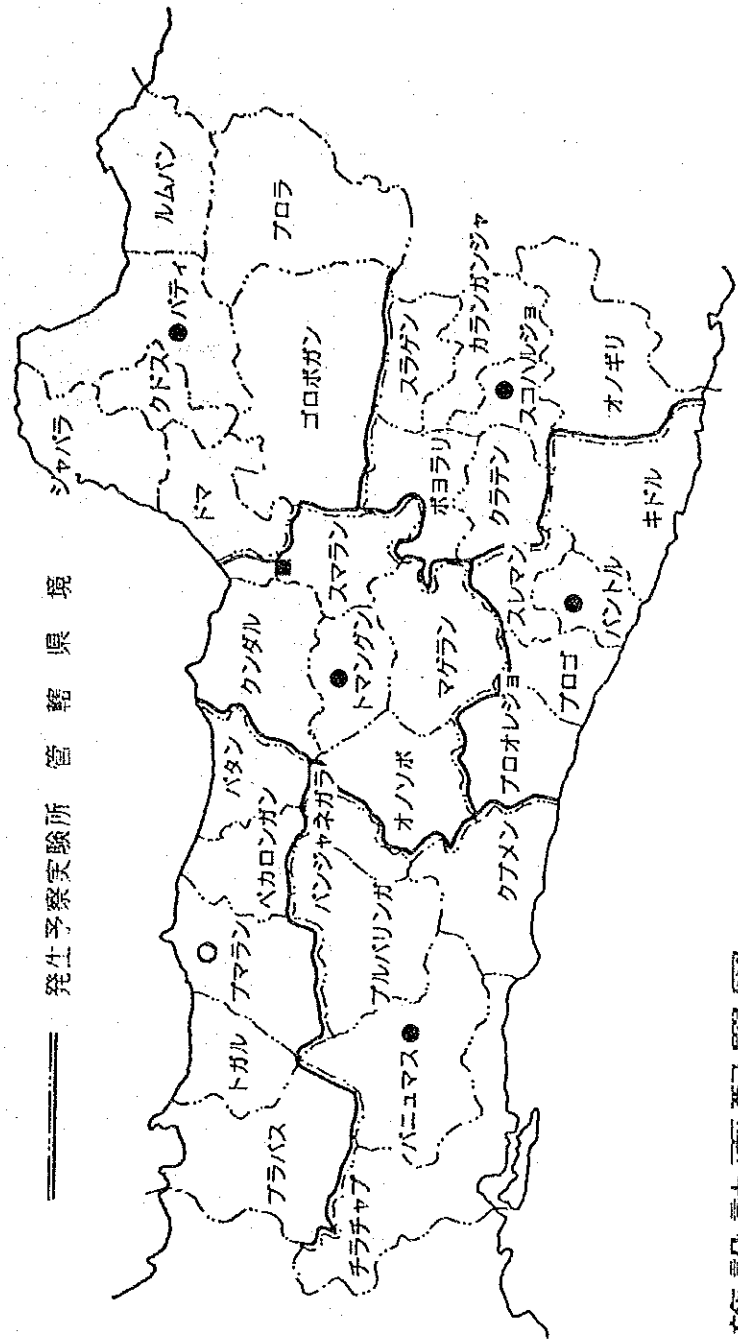 発生予察実験所 管轄県境
ジャパラ
ルムバン
パティ
クドス
ドマ
ブロラ
ゴロボガン
スラゲン
カランガンジャ
スコハルジョ
オノギリ
ボヨラリ
クラテン
スマラン
クンダル
トマングン
マゲラン
スレマン
バントル
キドル
プロゴ
プロオレジョ
オノソボ
バタン
ペカロンガン
バンジャネガラ
プルバリンガ
クブメン
プマラン
トガル
ブラバス
バニュマス
チラチャプ